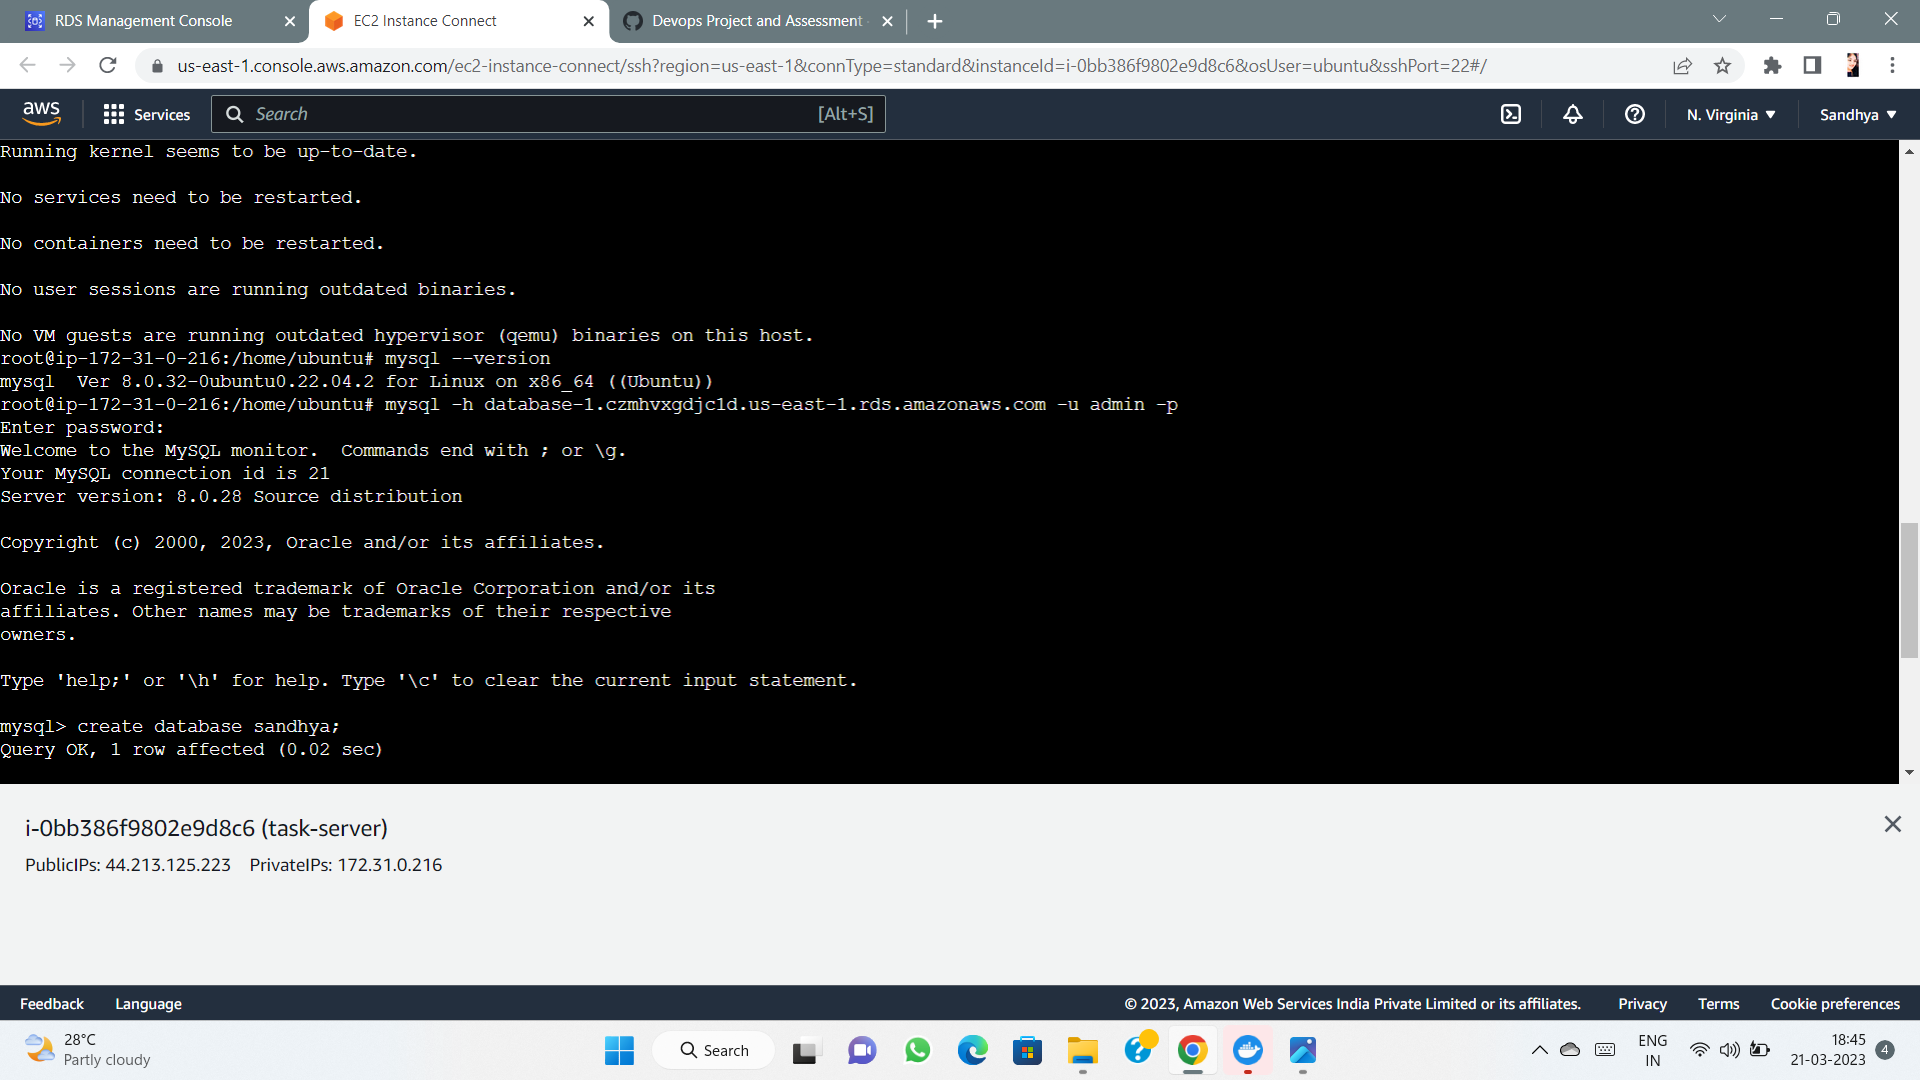 RDS Management Console
EC2 Instance Connect
Devops Project and Assessment
us-east-1.console.aws.amazon.com/ec2-instance-connect/ssh?region=us-east-1&connType=standard&instanceId=i-0bb386f9802e9d8c6&osUser=ubuntu&sshPort=22#/
aws
Services
Search
[Alt+S]
N. Virginia ▼
Sandhya ▼
Running kernel seems to be up-to-date.
No services need to be restarted.
No containers need to be restarted.
No user sessions are running outdated binaries.
No VM guests are running outdated hypervisor (qemu) binaries on this host.
root@ip-172-31-0-216:/home/ubuntu# mysql --version
mysql  Ver 8.0.32-0ubuntu0.22.04.2 for Linux on x86_64 ((Ubuntu))
root@ip-172-31-0-216:/home/ubuntu# mysql -h database-1.czmhvxgdjc1d.us-east-1.rds.amazonaws.com -u admin -p
Enter password:
Welcome to the MySQL monitor.  Commands end with ; or \g.
Your MySQL connection id is 21
Server version: 8.0.28 Source distribution
Copyright (c) 2000, 2023, Oracle and/or its affiliates.
Oracle is a registered trademark of Oracle Corporation and/or its
affiliates. Other names may be trademarks of their respective
owners.
Type 'help;' or '\h' for help. Type '\c' to clear the current input statement.
mysql> create database sandhya;
Query OK, 1 row affected (0.02 sec)
i-0bb386f9802e9d8c6 (task-server)
PublicIPs: 44.213.125.223    PrivateIPs: 172.31.0.216
Feedback
Language
© 2023, Amazon Web Services India Private Limited or its affiliates.
Privacy
Terms
Cookie preferences
28°C
Partly cloudy
Search
ENG
IN
18:45
21-03-2023
4